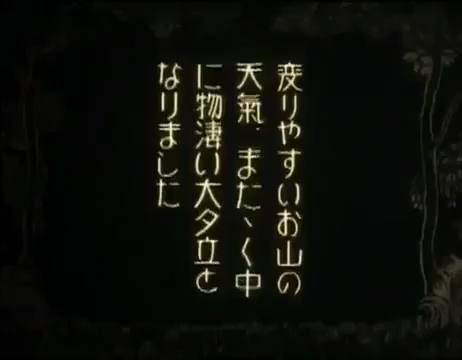 変りやすいお山の
天氣、またゝく中
に物凄い大夕立と
なりました